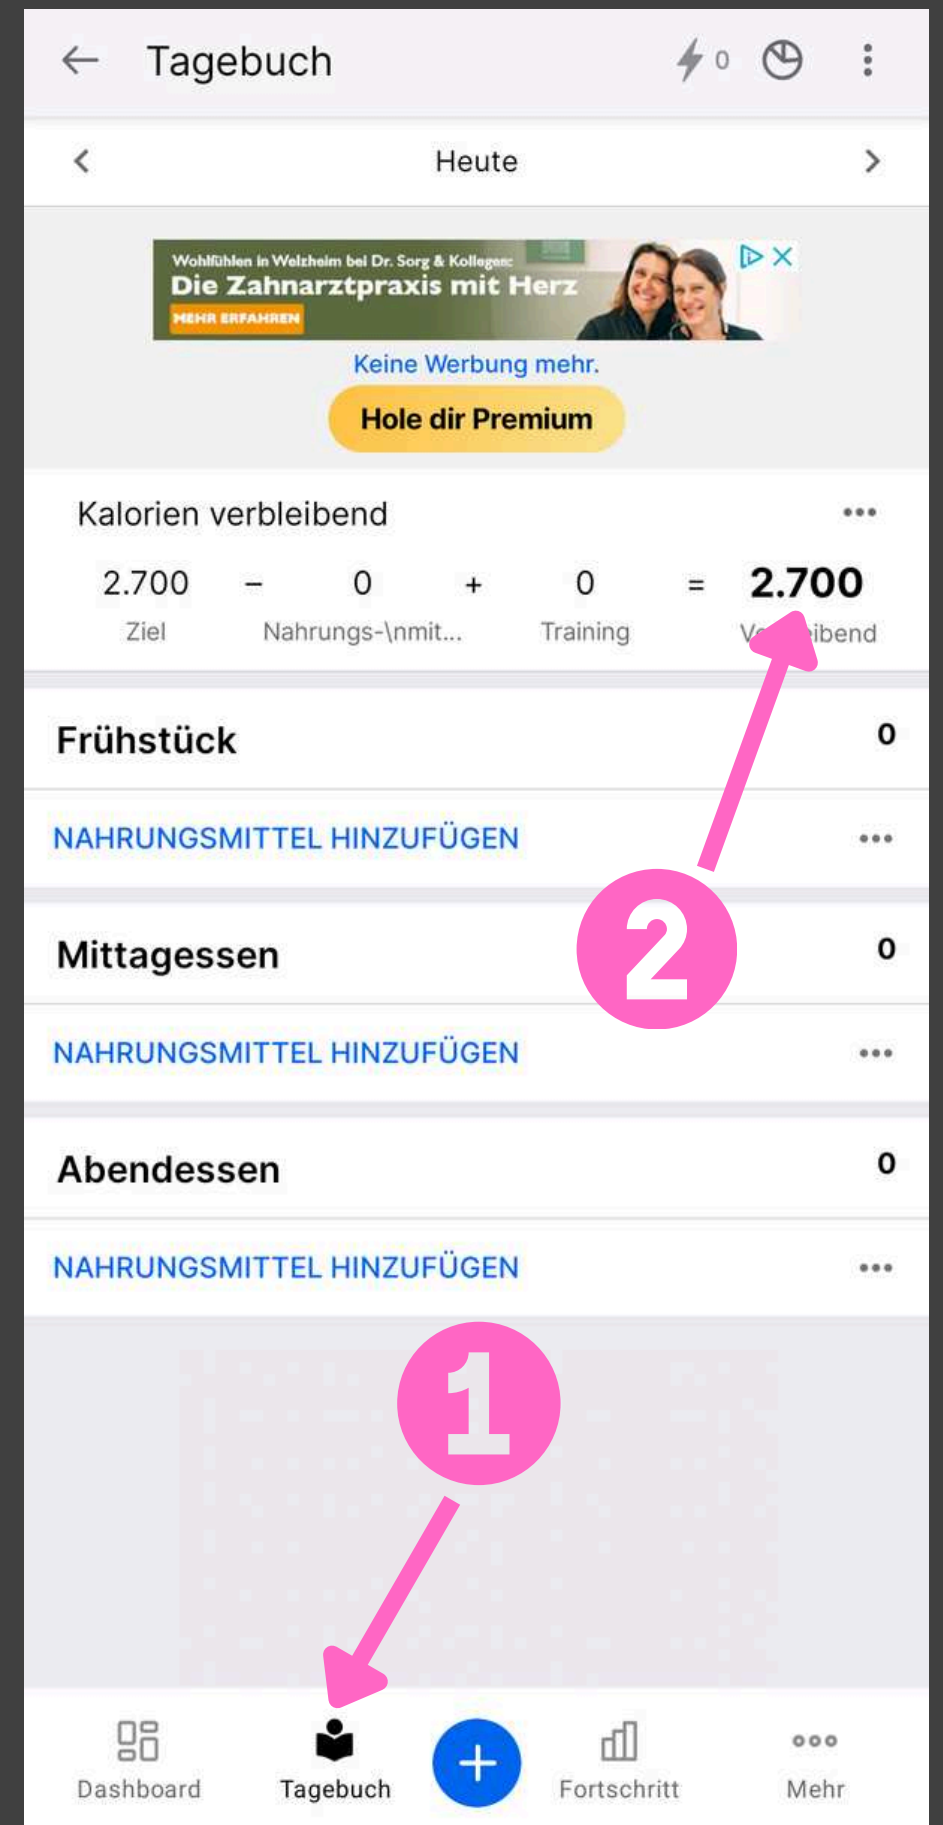 Tagebuch
0
Heute
Wohlfühlen in Welzheim bei Dr. Sorg & Kollegen:
Die Zahnarztpraxis mit Herz
MEHR ERFAHREN
Keine Werbung mehr.
Hole dir Premium
Kalorien verbleibend
2.700 – 0 + 0 = 2.700
Ziel Nahrungs-\nmit... Training
Frühstück 0
NAHRUNGSMITTEL HINZUFÜGEN
2
Mittagessen 0
NAHRUNGSMITTEL HINZUFÜGEN
Abendessen 0
NAHRUNGSMITTEL HINZUFÜGEN
1
Dashboard Tagebuch + Fortschritt Mehr